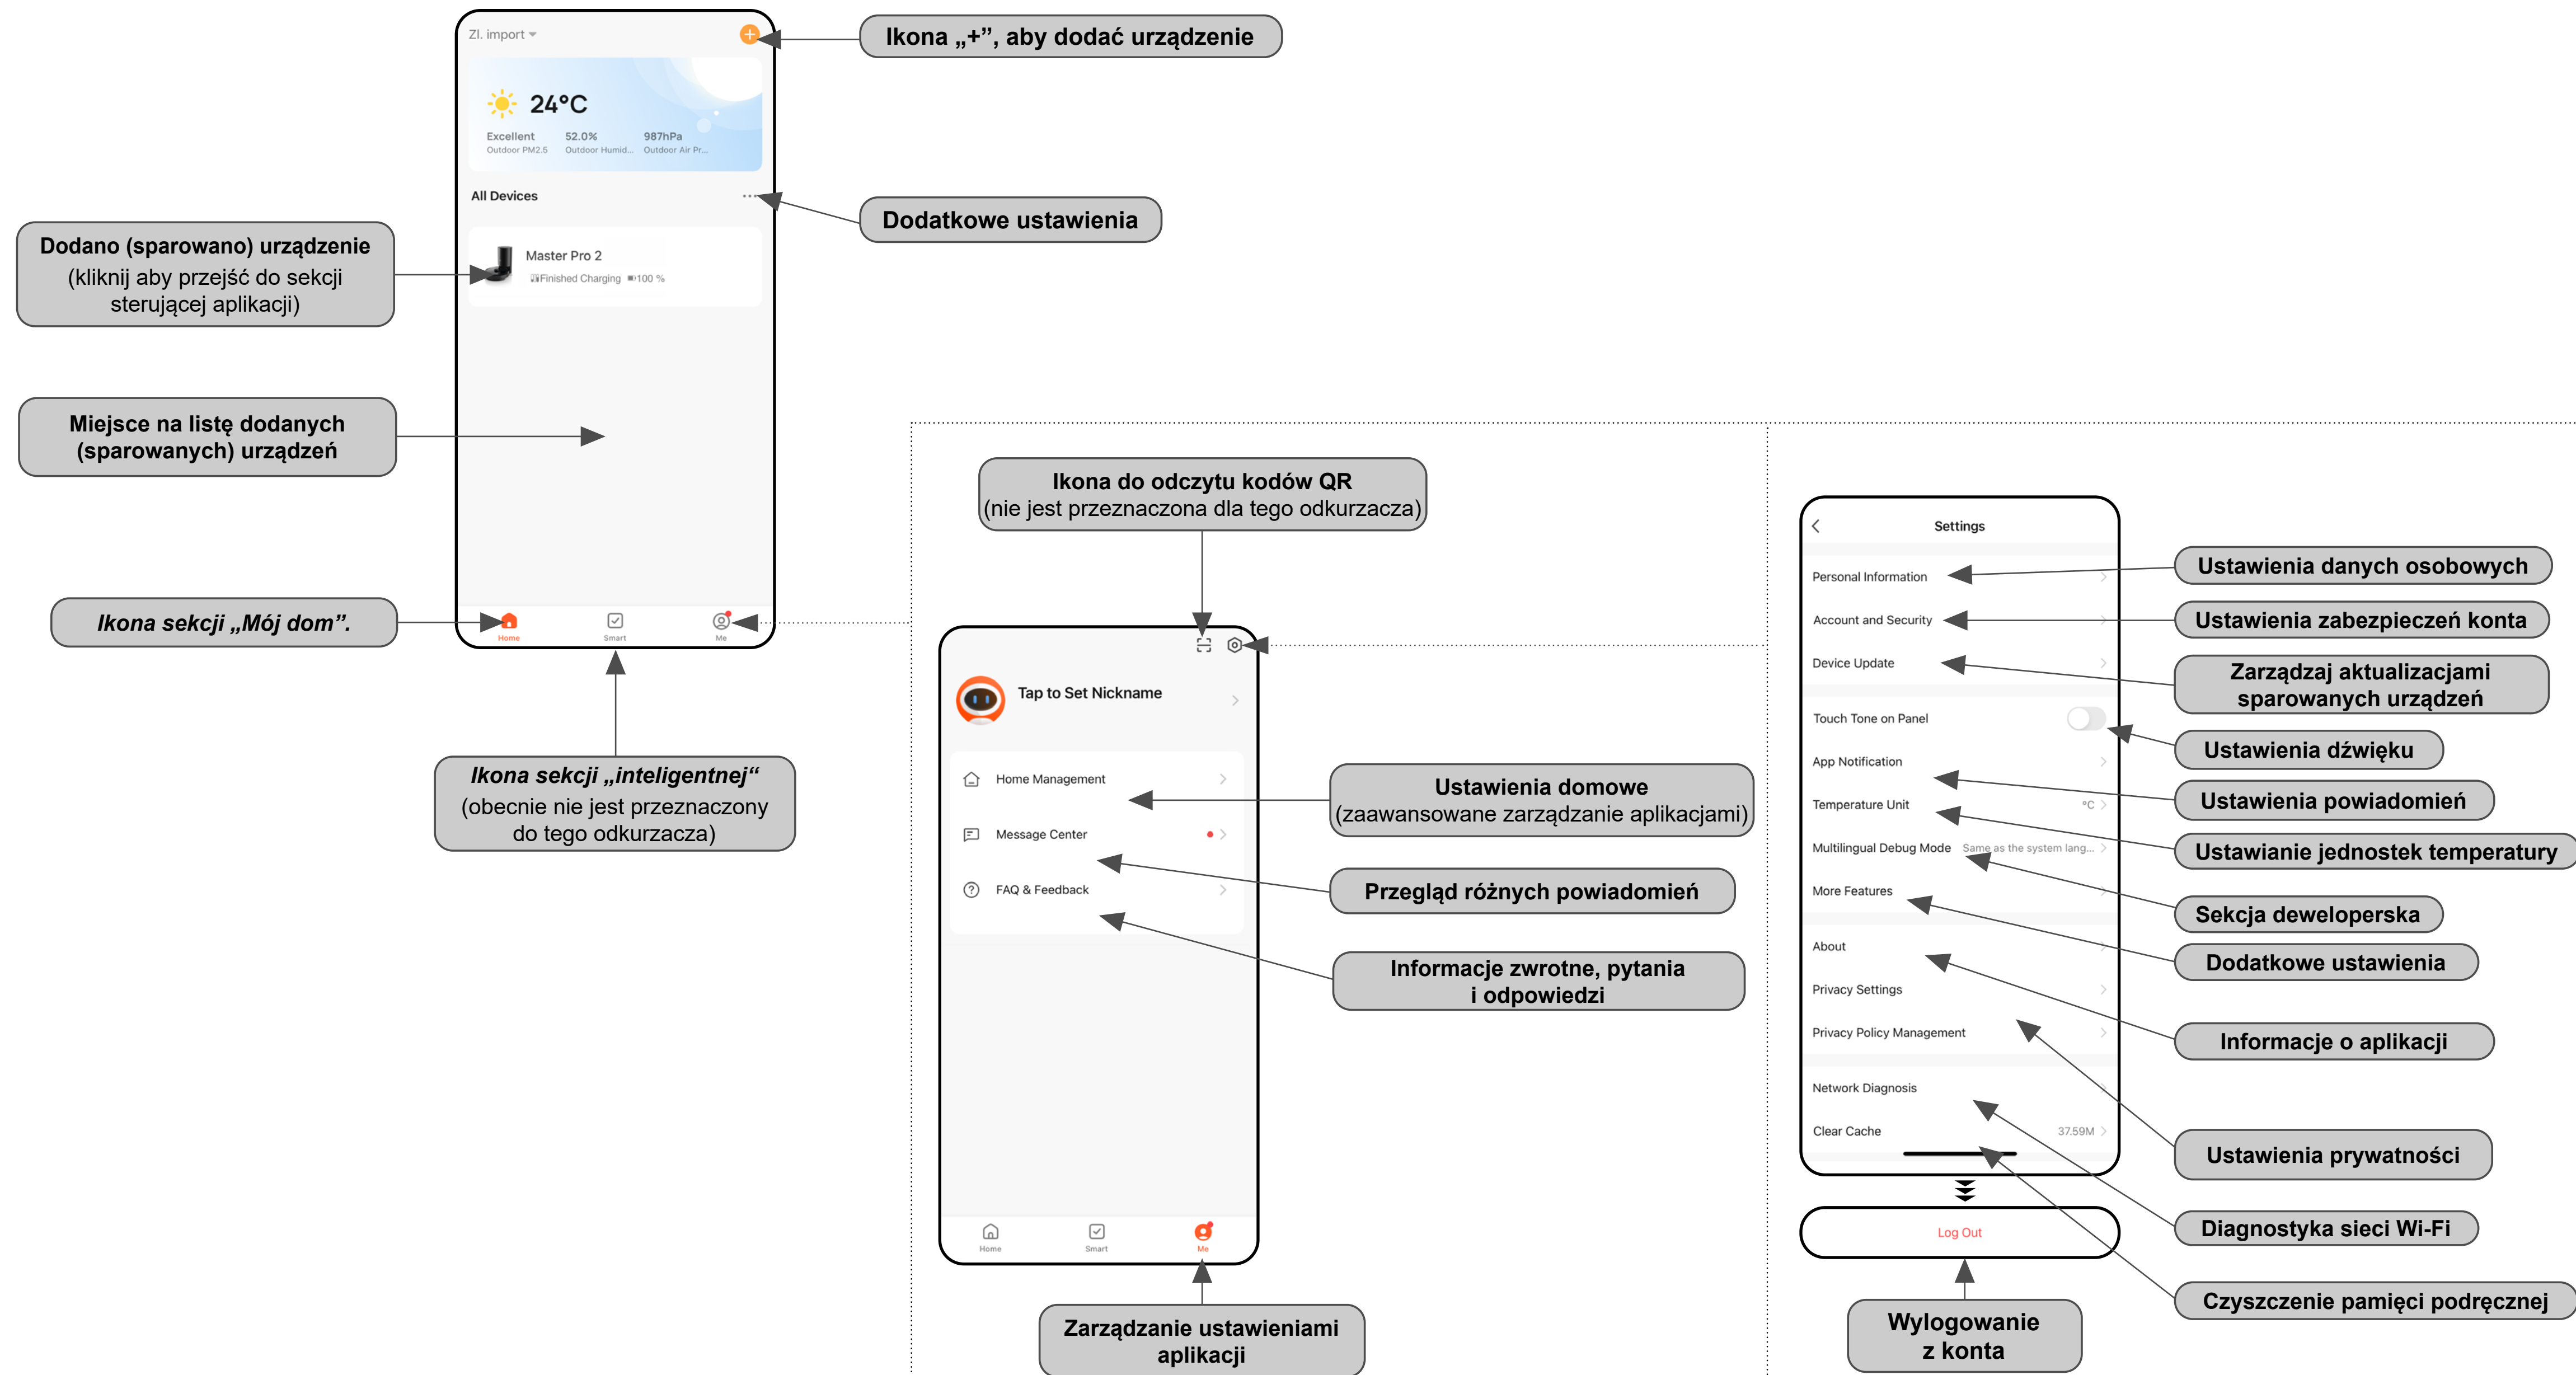 Zl. import
24°C
Excellent 52.0% 987hPa
Outdoor PM2.5 Outdoor Humid... Outdoor Air Pr...
All Devices
Master Pro 2
Finished Charging 100 %
Home Smart Me
Ikona „+”, aby dodać urządzenie
Dodatkowe ustawienia
Dodano (sparowano) urządzenie
(kliknij aby przejść do sekcji
sterującej aplikacji)
Miejsce na listę dodanych
(sparowanych) urządzeń
Ikona sekcji „Mój dom”.
Ikona sekcji „inteligentnej“
(obecnie nie jest przeznaczony
do tego odkurzacza)
Ikona do odczytu kodów QR
(nie jest przeznaczona dla tego odkurzacza)
Tap to Set Nickname
Home Management
Message Center
FAQ & Feedback
Home Smart Me
Ustawienia domowe
(zaawansowane zarządzanie aplikacjami)
Przegląd różnych powiadomień
Informacje zwrotne, pytania
i odpowiedzi
Zarządzanie ustawieniami
aplikacji
Settings
Personal Information
Account and Security
Device Update
Touch Tone on Panel
App Notification
Temperature Unit °C
Multilingual Debug Mode Same as the system lang...
More Features
About
Privacy Settings
Privacy Policy Management
Network Diagnosis
Clear Cache 37.59M
Log Out
Ustawienia danych osobowych
Ustawienia zabezpieczeń konta
Zarządzaj aktualizacjami
sparowanych urządzeń
Ustawienia dźwięku
Ustawienia powiadomień
Ustawianie jednostek temperatury
Sekcja deweloperska
Dodatkowe ustawienia
Informacje o aplikacji
Ustawienia prywatności
Diagnostyka sieci Wi-Fi
Czyszczenie pamięci podręcznej
Wylogowanie
z konta